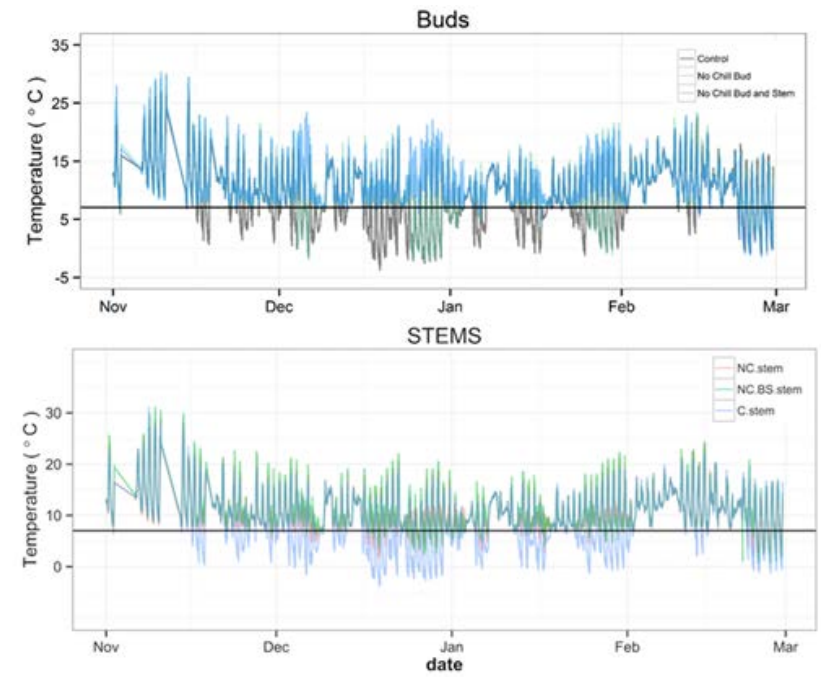 Buds
Temperature ( °C )
35
25
15
5
-5
Control
No Chill Bud
No Chill Bud and Stem
Nov Dec Jan Feb Mar
STEMS
Temperature ( °C )
30
20
10
0
NC.stem
NC.BS.stem
C.stem
Nov Dec Jan Feb Mar
date